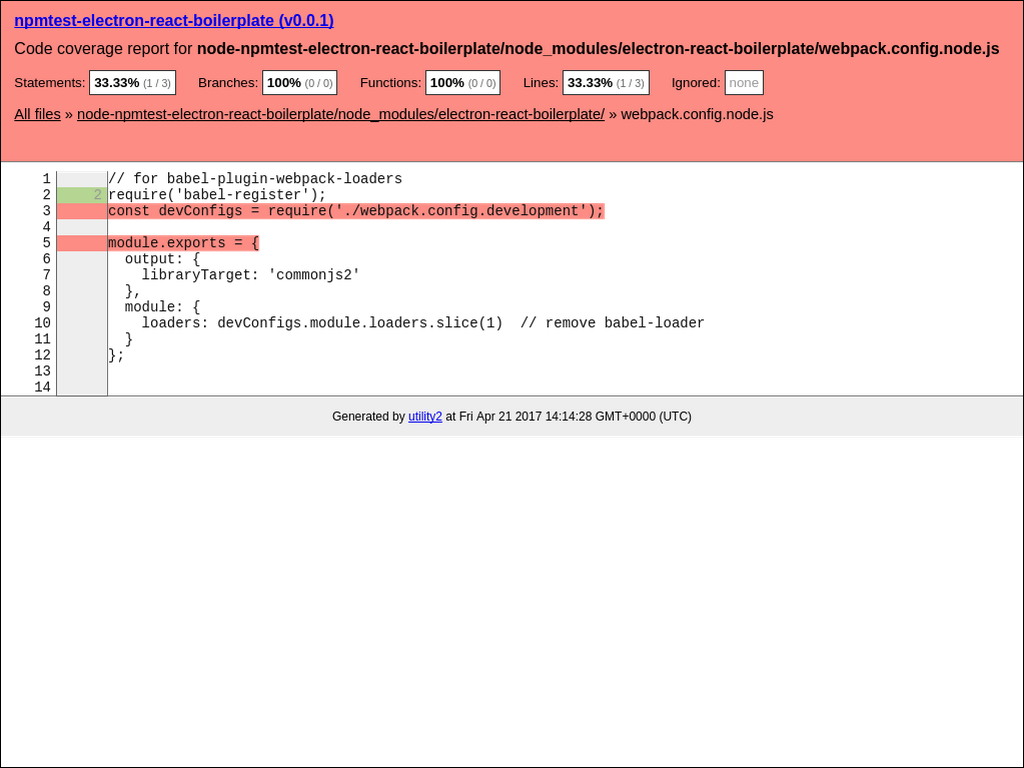 npmtest-electron-react-boilerplate (v0.0.1)
Code coverage report for node-npmtest-electron-react-boilerplate/node_modules/electron-react-boilerplate/webpack.config.node.js
Statements: 33.33% (1 / 3) Branches: 100% (0 / 0) Functions: 100% (0 / 0) Lines: 33.33% (1 / 3) Ignored: none
All files » node-npmtest-electron-react-boilerplate/node_modules/electron-react-boilerplate/ » webpack.config.node.js
1 // for babel-plugin-webpack-loaders
2 2 require('babel-register');
3 const devConfigs = require('./webpack.config.development');
4
5 module.exports = {
6   output: {
7     libraryTarget: 'commonjs2'
8   },
9   module: {
10     loaders: devConfigs.module.loaders.slice(1)  // remove babel-loader
11   }
12 };
13
14
Generated by utility2 at Fri Apr 21 2017 14:14:28 GMT+0000 (UTC)